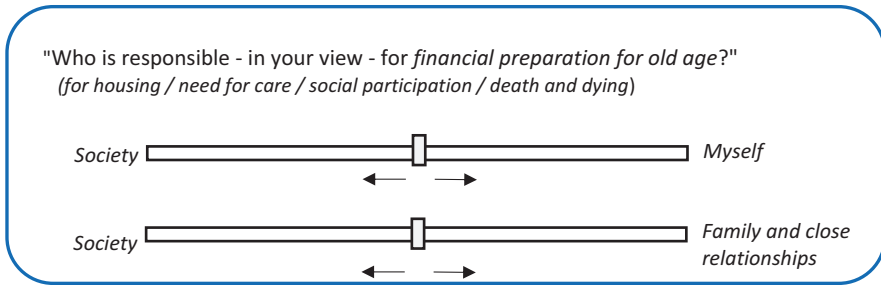 "Who is responsible - in your view - for financial preparation for old age?"
(for housing / need for care / social participation / death and dying)
Society
Myself
Society
Family and close
relationships